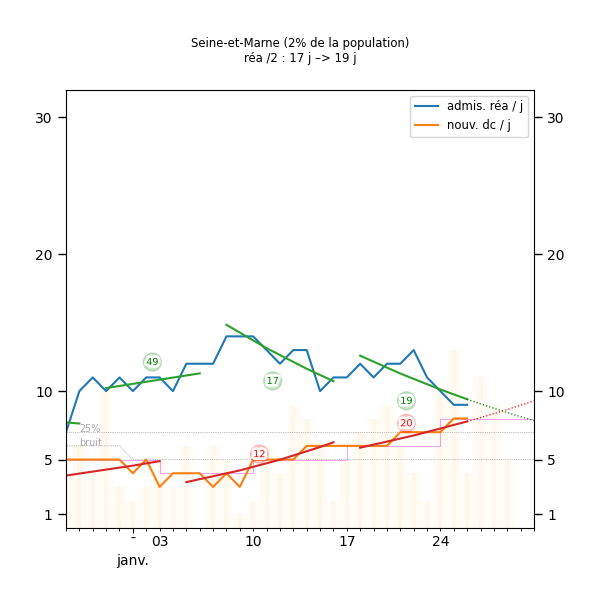 Seine-et-Marne (2% de la population)
réa /2 : 17 j –> 19 j
admis. réa / j
nouv. dc / j
30
30
20
20
49
17
10
10
19
20
25%
bruit
12
5
5
1
1
- 03 10 17 24
janv.